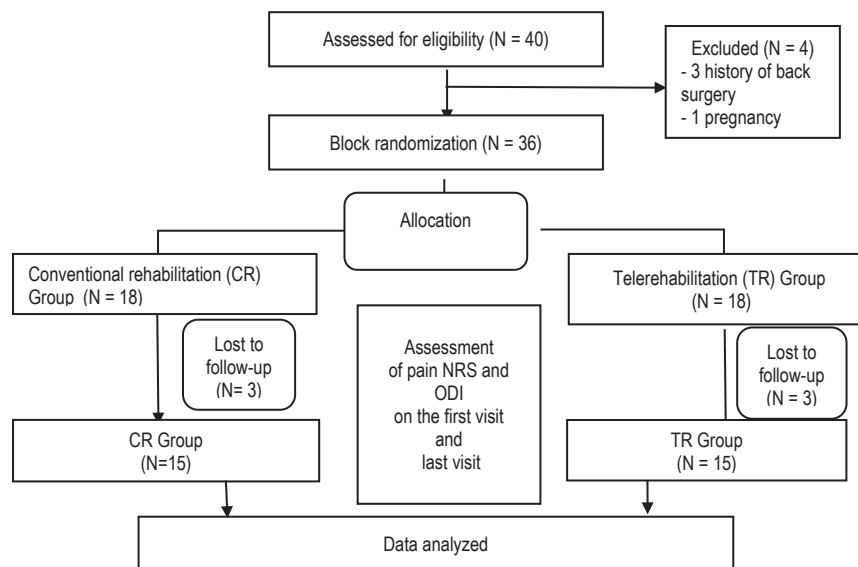 Assessed for eligibility (N = 40)
Excluded (N = 4)
- 3 history of back
surgery
- 1 pregnancy
Block randomization (N = 36)
Allocation
Conventional rehabilitation (CR)
Group (N = 18)
Telerehabilitation (TR) Group
(N = 18)
Lost to
follow-up
(N= 3)
Assessment
of pain NRS and
ODI
on the first visit
and
last visit
Lost to
follow-up
(N = 3)
CR Group
(N=15)
TR Group
(N = 15)
Data analyzed